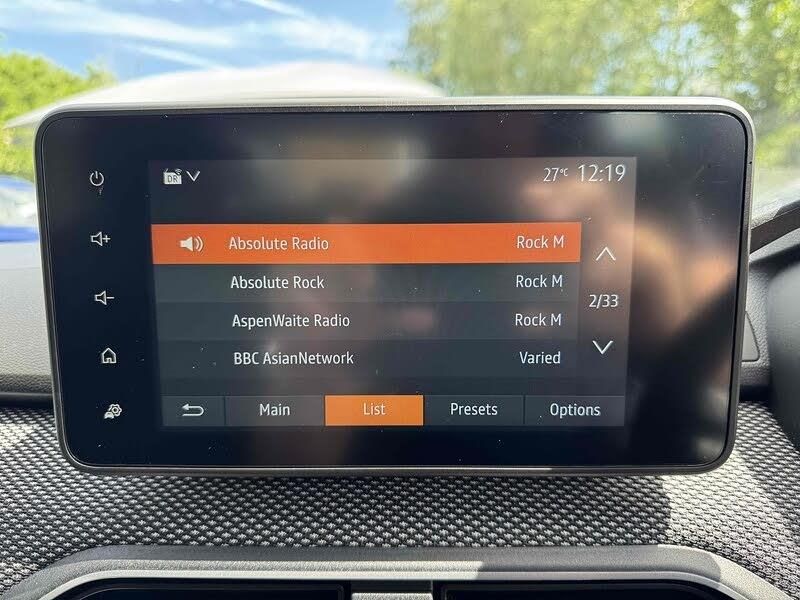 DR 27°C 12:19
Absolute Radio Rock M
Absolute Rock Rock M
AspenWaite Radio Rock M
2/33
BBC AsianNetwork Varied
Main List Presets Options